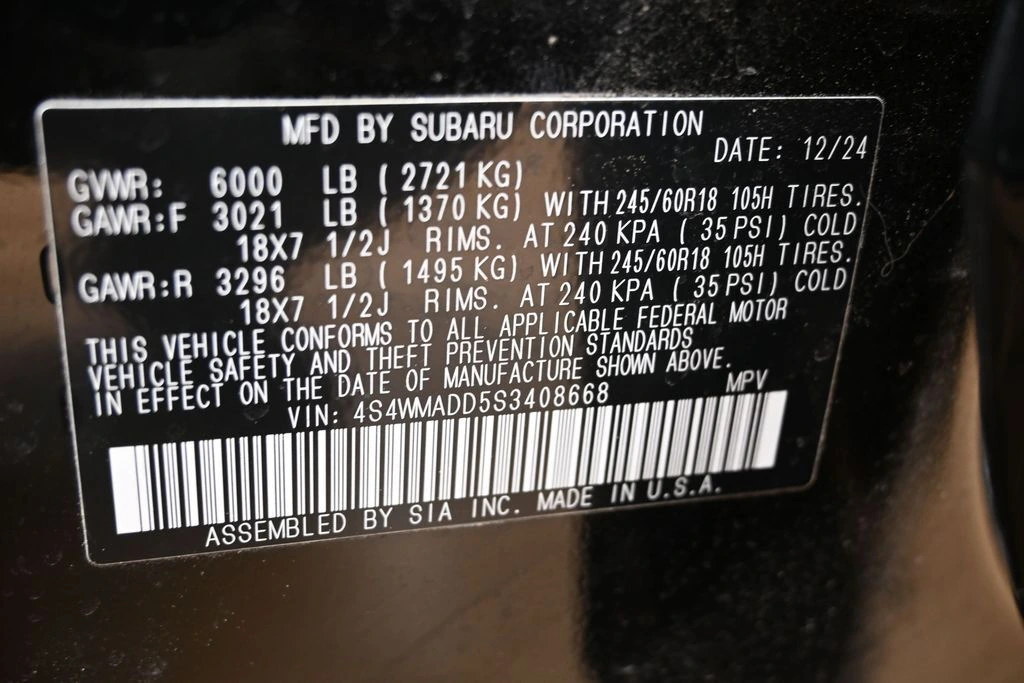 MFD BY SUBARU CORPORATION
DATE: 12/24
GVWR: 6000 LB ( 2721 KG)
GAWR:F 3021 LB ( 1370 KG) WITH 245/60R18 105H TIRES.
18X7 1/2J RIMS. AT 240 KPA ( 35 PSI) COLD
GAWR:R 3296 LB ( 1495 KG) WITH 245/60R18 105H TIRES.
18X7 1/2J RIMS. AT 240 KPA ( 35 PSI) COLD
THIS VEHICLE CONFORMS TO ALL APPLICABLE FEDERAL MOTOR
VEHICLE SAFETY AND THEFT PREVENTION STANDARDS
IN EFFECT ON THE DATE OF MANUFACTURE SHOWN ABOVE.
VIN: 4S4WMADD5S3408668 MPV
ASSEMBLED BY SIA INC. MADE IN U.S.A.